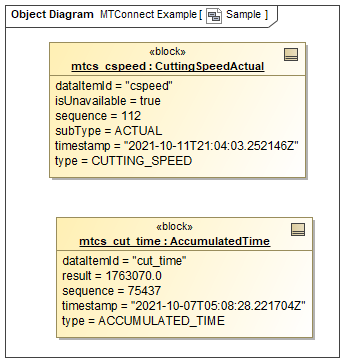 Object Diagram MTConnect Example [ Sample ]
«block»
mtcs_cspeed : CuttingSpeedActual
dataItemId = "cspeed"
isUnavailable = true
sequence = 112
subType = ACTUAL
timestamp = "2021-10-11T21:04:03.252146Z"
type = CUTTING_SPEED
«block»
mtcs_cut_time : AccumulatedTime
dataItemId = "cut_time"
result = 1763070.0
sequence = 75437
timestamp = "2021-10-07T05:08:28.221704Z"
type = ACCUMULATED_TIME